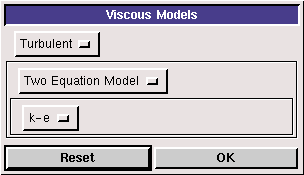 Viscous Models
Turbulent
Two Equation Model
k-e
Reset OK